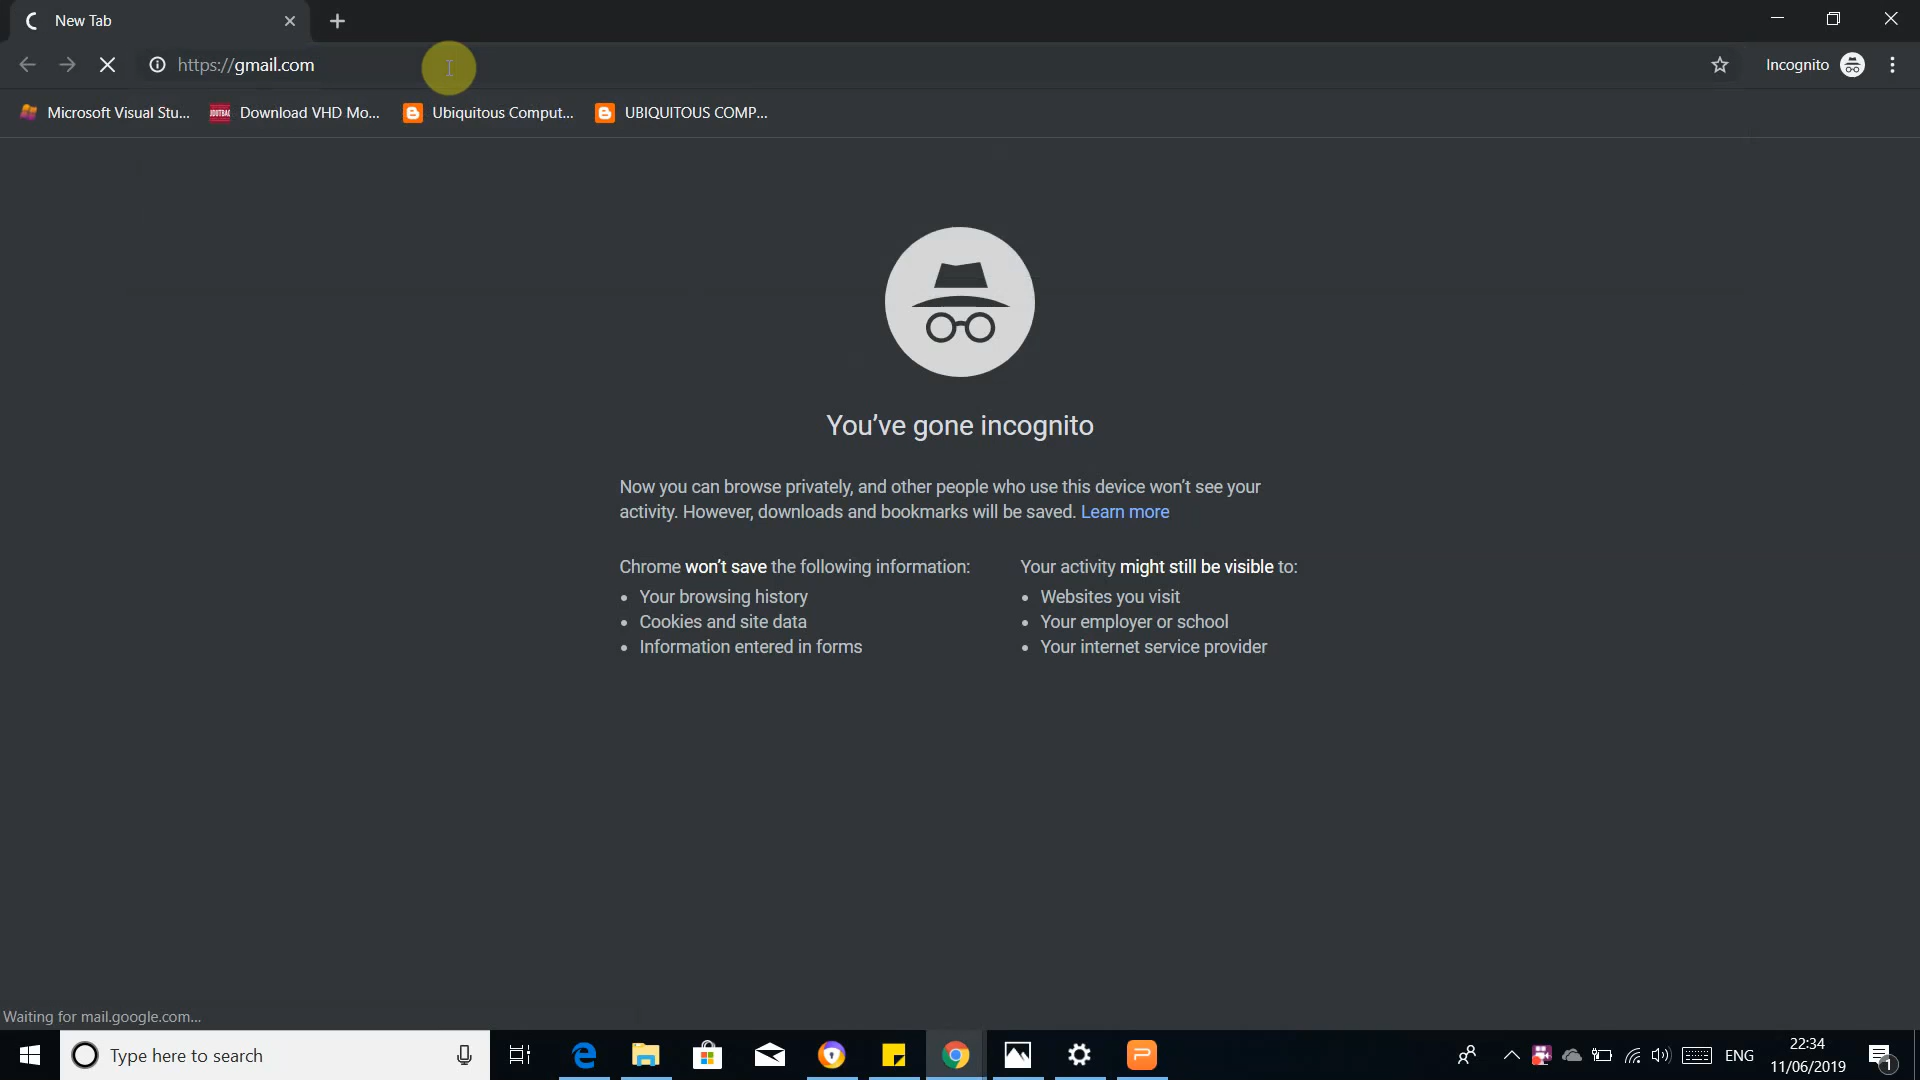 New Tab
https://gmail.com
Incognito
Microsoft Visual Stu...
Download VHD Mo...
Ubiquitous Comput...
UBIQUITOUS COMP...
You've gone incognito
Now you can browse privately, and other people who use this device won't see your
activity. However, downloads and bookmarks will be saved. Learn more
Chrome won't save the following information:
Your browsing history
Cookies and site data
Information entered in forms
Your activity might still be visible to:
Websites you visit
Your employer or school
Your internet service provider
Waiting for mail.google.com...
Type here to search
ENG
22:34
11/06/2019
1